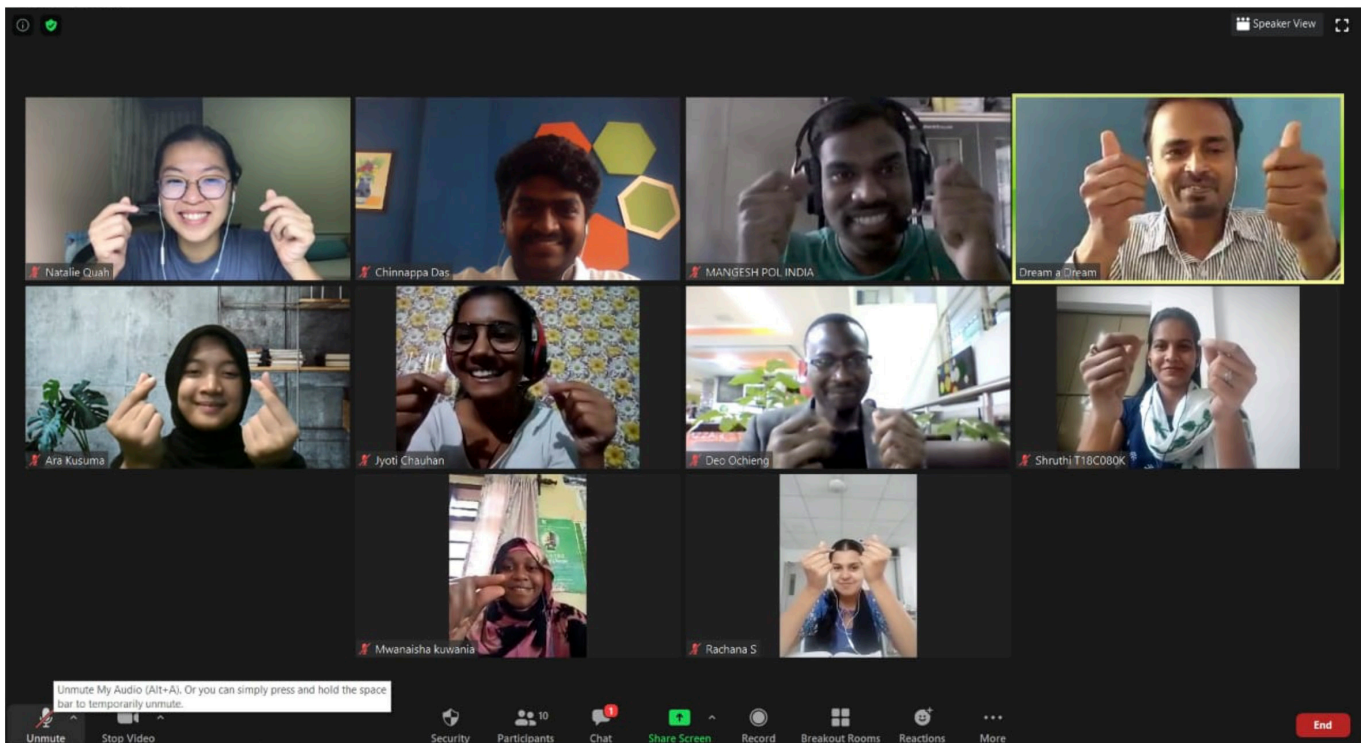 Speaker View
Natalie Quah
Chinnappa Das
MANGESH POL INDIA
Dream a Dream
Ara Kusuma
Jyoti Chauhan
Deo Ochieng
Shruthi T18C080K
Mwanaisha kuwania
Rachana S
Unmute My Audio (Alt+A). Or you can simply press and hold the space
bar to temporarily unmute.
10
1
Unmute
Stop Video
Security
Participants
Chat
Share Screen
Record
Breakout Rooms
Reactions
More
End